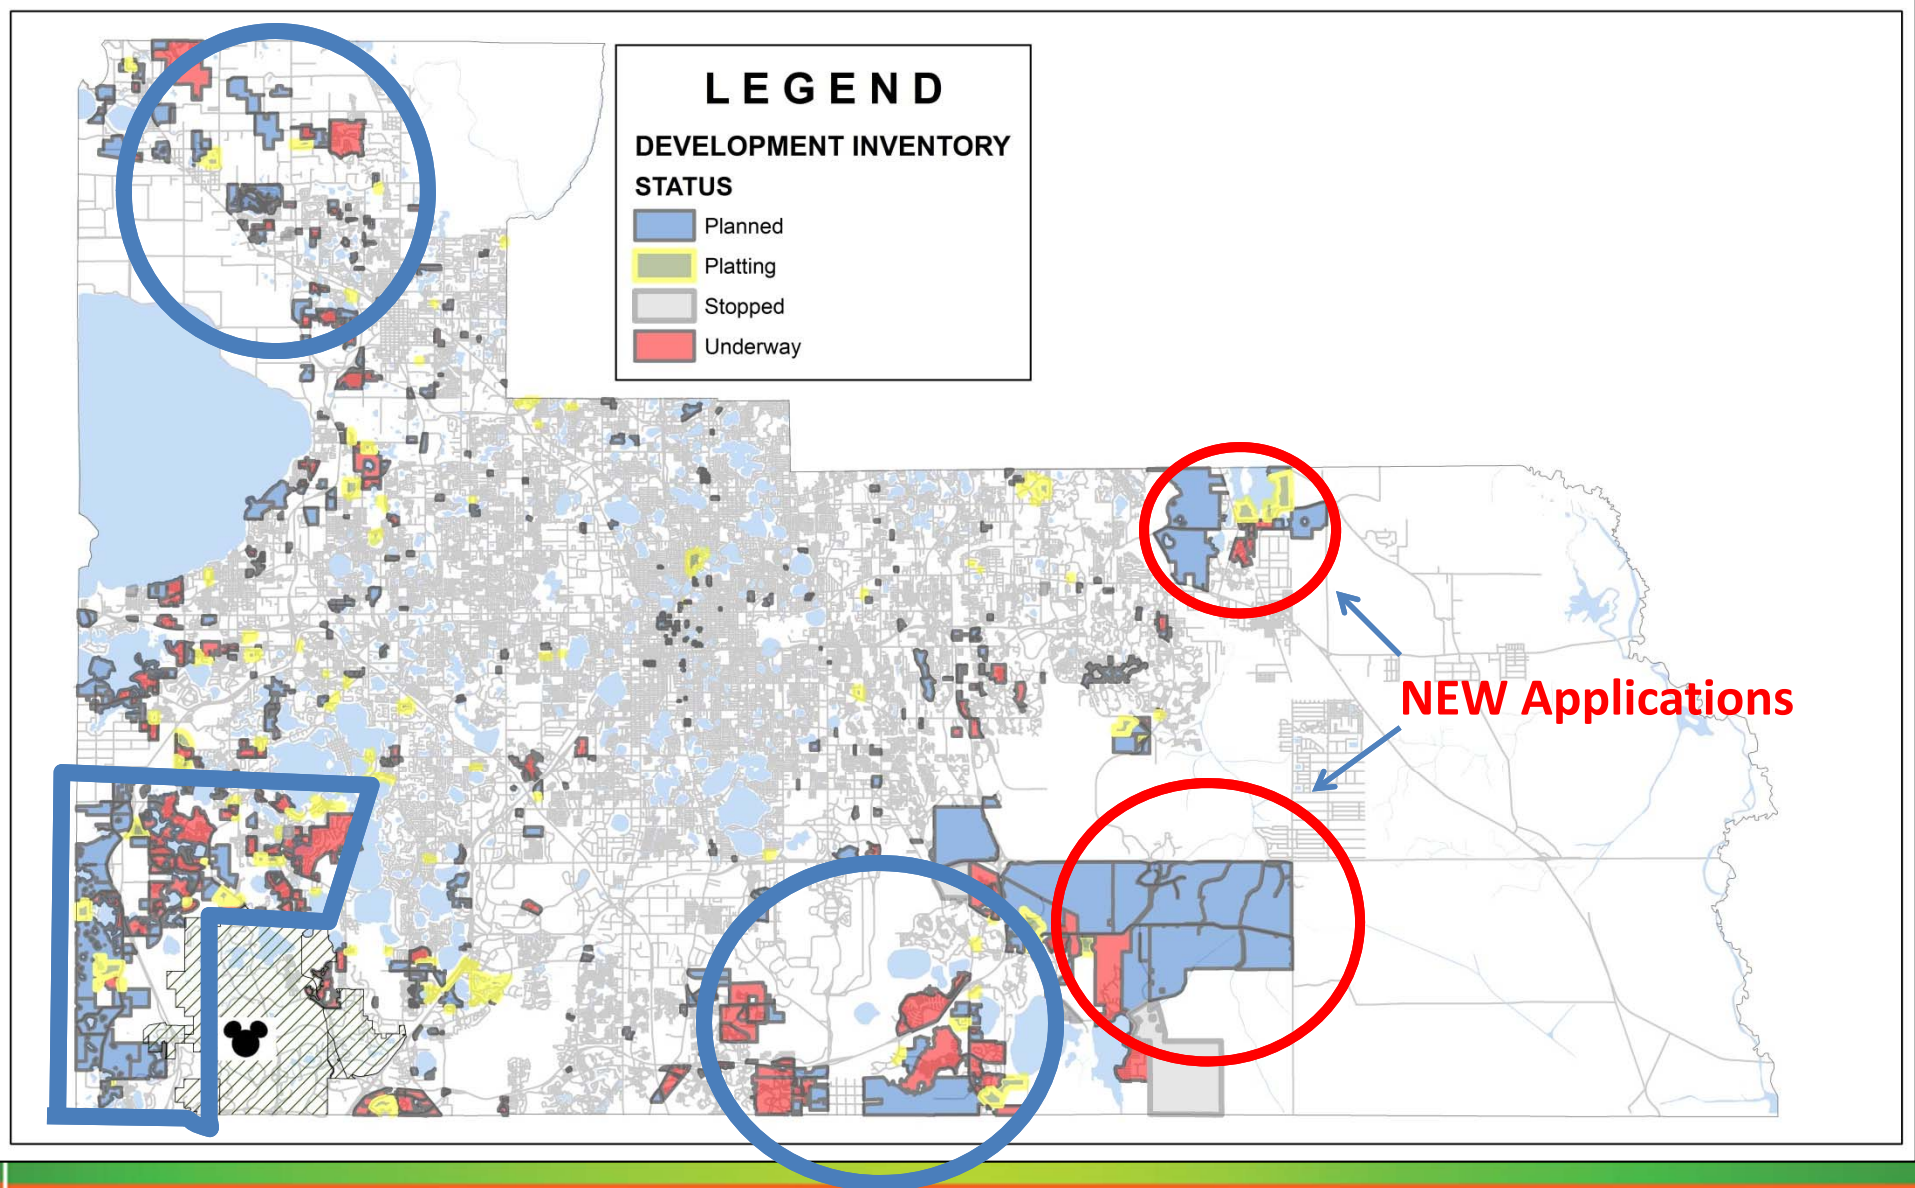 LEGEND
DEVELOPMENT INVENTORY
STATUS
Planned
Platting
Stopped
Underway
NEW Applications